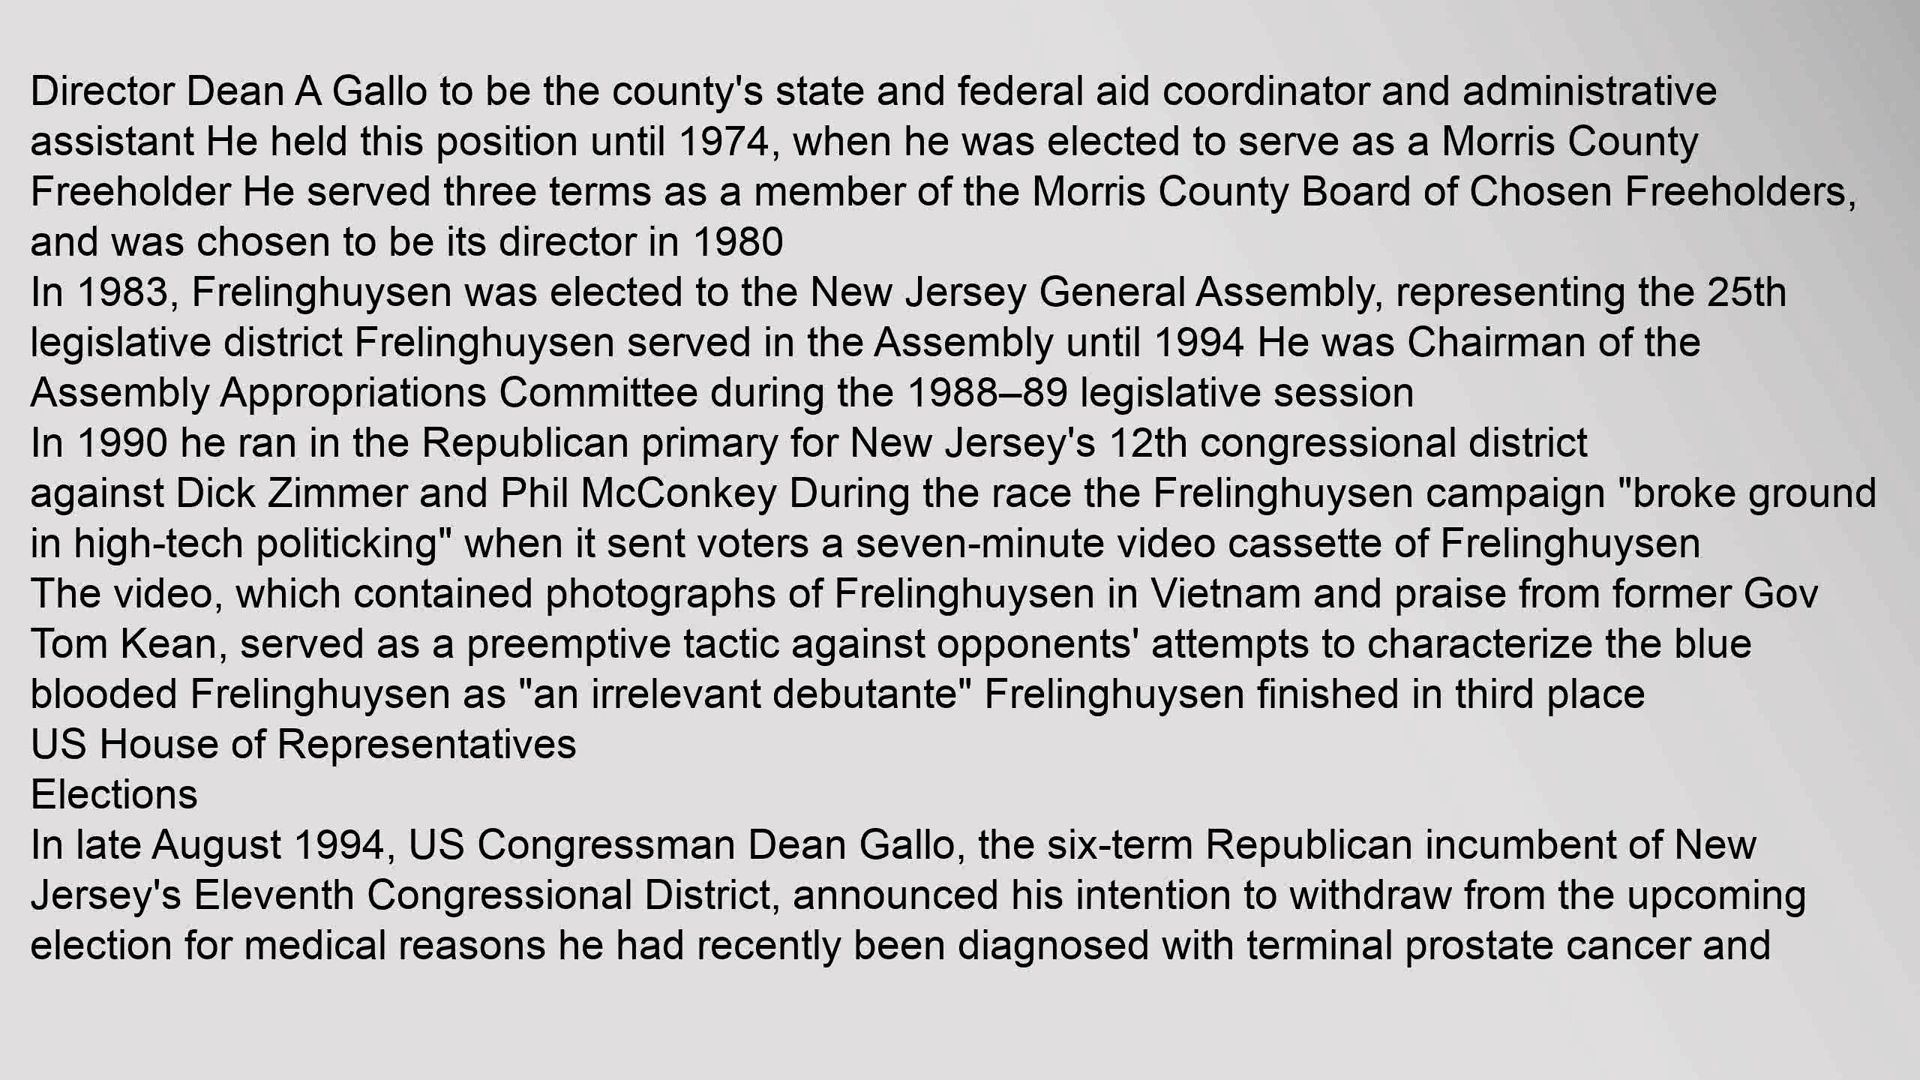 Director Dean A Gallo to be the county's state and federal aid coordinator and administrative
assistant He held this position until 1974, when he was elected to serve as a Morris County
Freeholder He served three terms as a member of the Morris County Board of Chosen Freeholders,
and was chosen to be its director in 1980
In 1983, Frelinghuysen was elected to the New Jersey General Assembly, representing the 25th
legislative district Frelinghuysen served in the Assembly until 1994 He was Chairman of the
Assembly Appropriations Committee during the 1988–89 legislative session
In 1990 he ran in the Republican primary for New Jersey's 12th congressional district
against Dick Zimmer and Phil McConkey During the race the Frelinghuysen campaign "broke ground
in high-tech politicking" when it sent voters a seven-minute video cassette of Frelinghuysen
The video, which contained photographs of Frelinghuysen in Vietnam and praise from former Gov
Tom Kean, served as a preemptive tactic against opponents' attempts to characterize the blue
blooded Frelinghuysen as "an irrelevant debutante" Frelinghuysen finished in third place
US House of Representatives
Elections
In late August 1994, US Congressman Dean Gallo, the six-term Republican incumbent of New
Jersey's Eleventh Congressional District, announced his intention to withdraw from the upcoming
election for medical reasons he had recently been diagnosed with terminal prostate cancer and